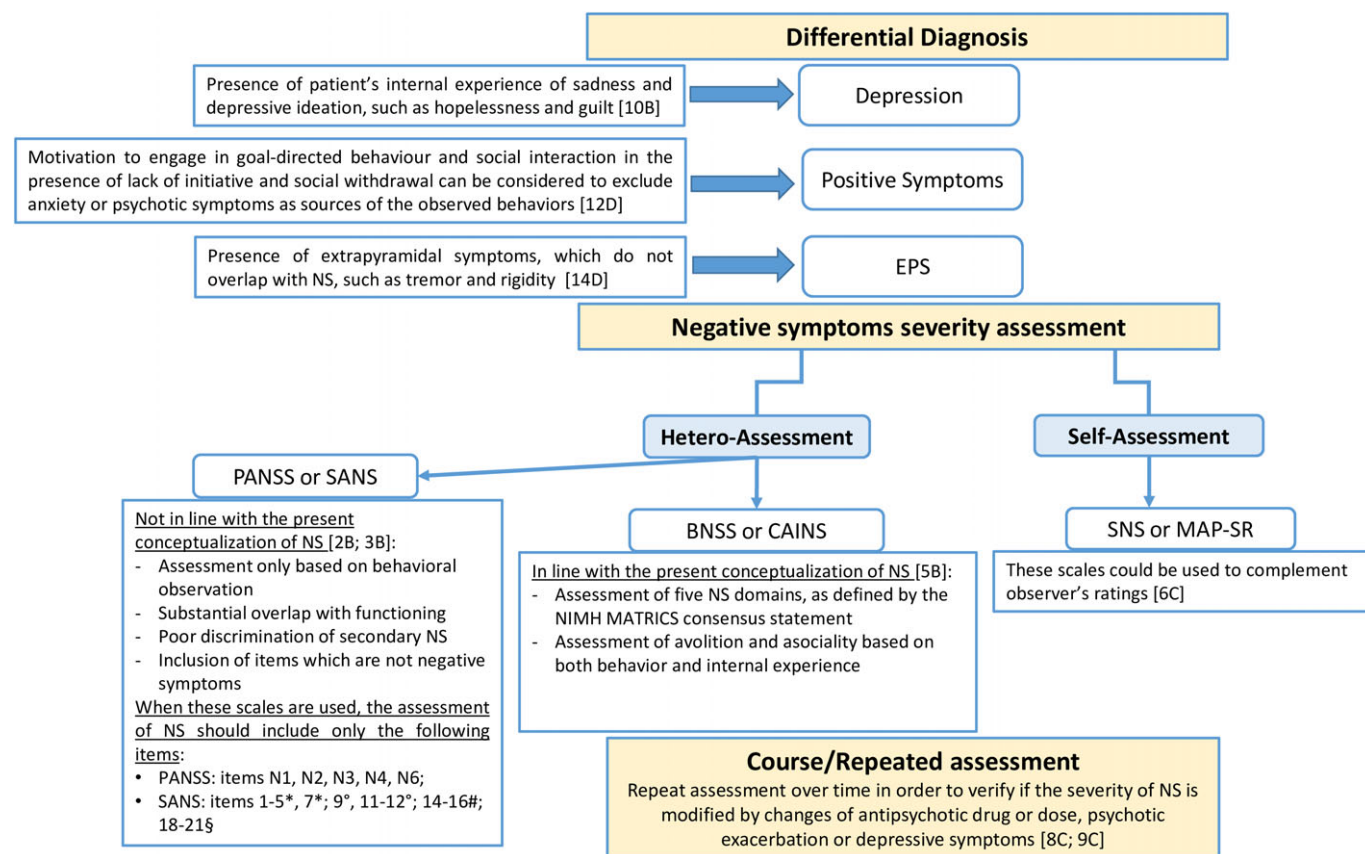 Differential Diagnosis
Presence of patient’s internal experience of sadness and
depressive ideation, such as hopelessness and guilt [10B]
Depression
Motivation to engage in goal-directed behaviour and social interaction in the
presence of lack of initiative and social withdrawal can be considered to exclude
anxiety or psychotic symptoms as sources of the observed behaviors [12D]
Positive Symptoms
Presence of extrapyramidal symptoms, which do not
overlap with NS, such as tremor and rigidity [14D]
EPS
Negative symptoms severity assessment
Hetero-Assessment
Self-Assessment
PANSS or SANS
Not in line with the present
conceptualization of NS [2B; 3B]:
- Assessment only based on behavioral
observation
- Substantial overlap with functioning
- Poor discrimination of secondary NS
- Inclusion of items which are not negative
symptoms
When these scales are used, the assessment
of NS should include only the following
items:
• PANSS: items N1, N2, N3, N4, N6;
• SANS: items 1-5*, 7*; 9°, 11-12°; 14-16#;
18-21§
BNSS or CAINS
In line with the present conceptualization of NS [5B]:
- Assessment of five NS domains, as defined by the
NIMH MATRICS consensus statement
- Assessment of avolition and asociality based on
both behavior and internal experience
SNS or MAP-SR
These scales could be used to complement
observer’s ratings [6C]
Course/Repeated assessment
Repeat assessment over time in order to verify if the severity of NS is
modified by changes of antipsychotic drug or dose, psychotic
exacerbation or depressive symptoms [8C; 9C]